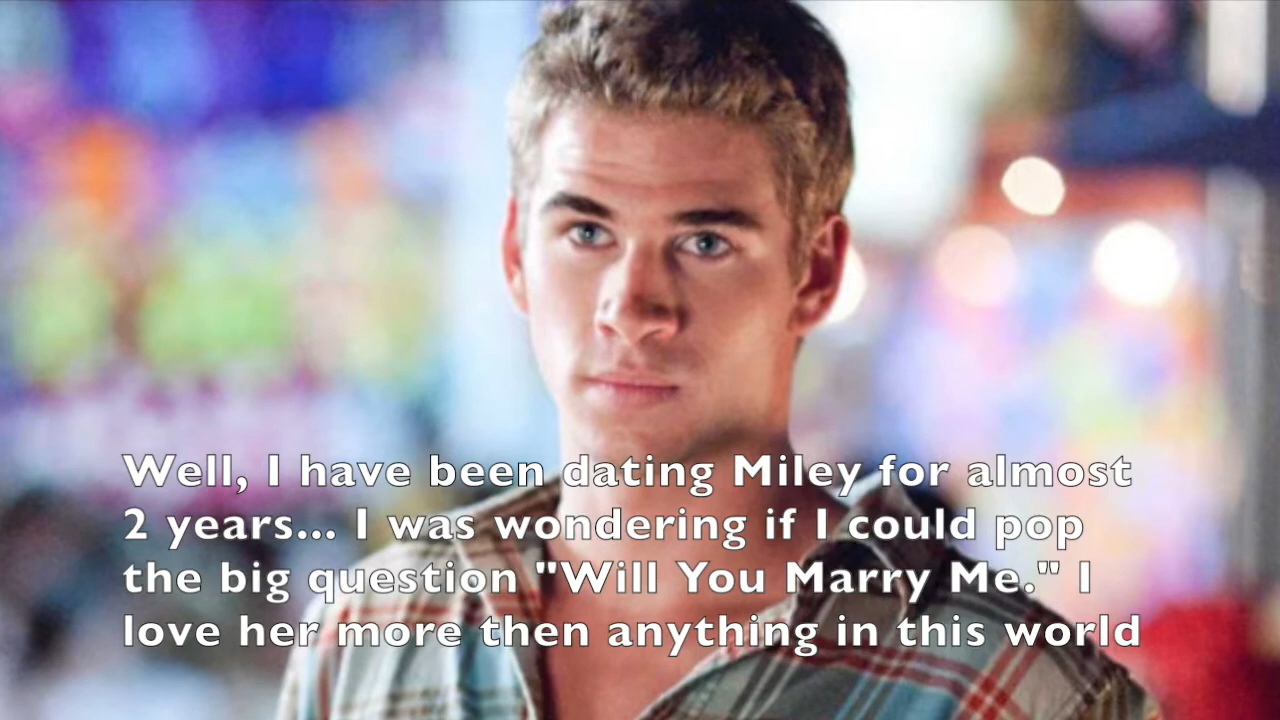 Well, I have been dating Miley for almost
2 years... I was wondering if I could pop
the big question "Will You Marry Me." I
love her more then anything in this world